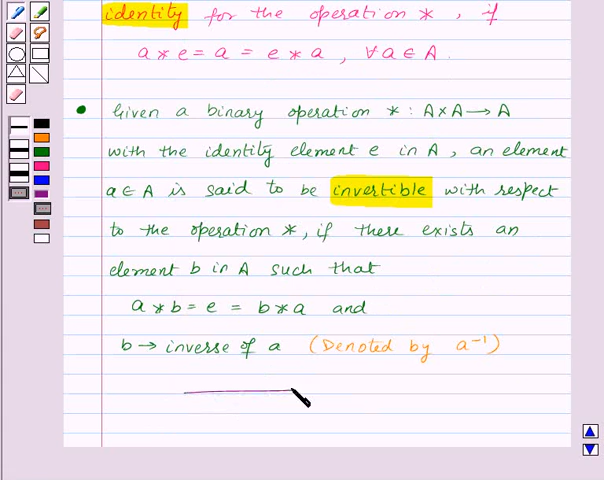 identity for the operation * , if
a * e = a = e * a , ∀ a ∈ A .
• Given a binary operation * : A × A → A
with the identity element e in A , an element
a ∈ A is said to be invertible with respect
to the operation * , if there exists an
element b in A such that
a * b = e = b * a and
b → inverse of a (Denoted by a⁻¹)